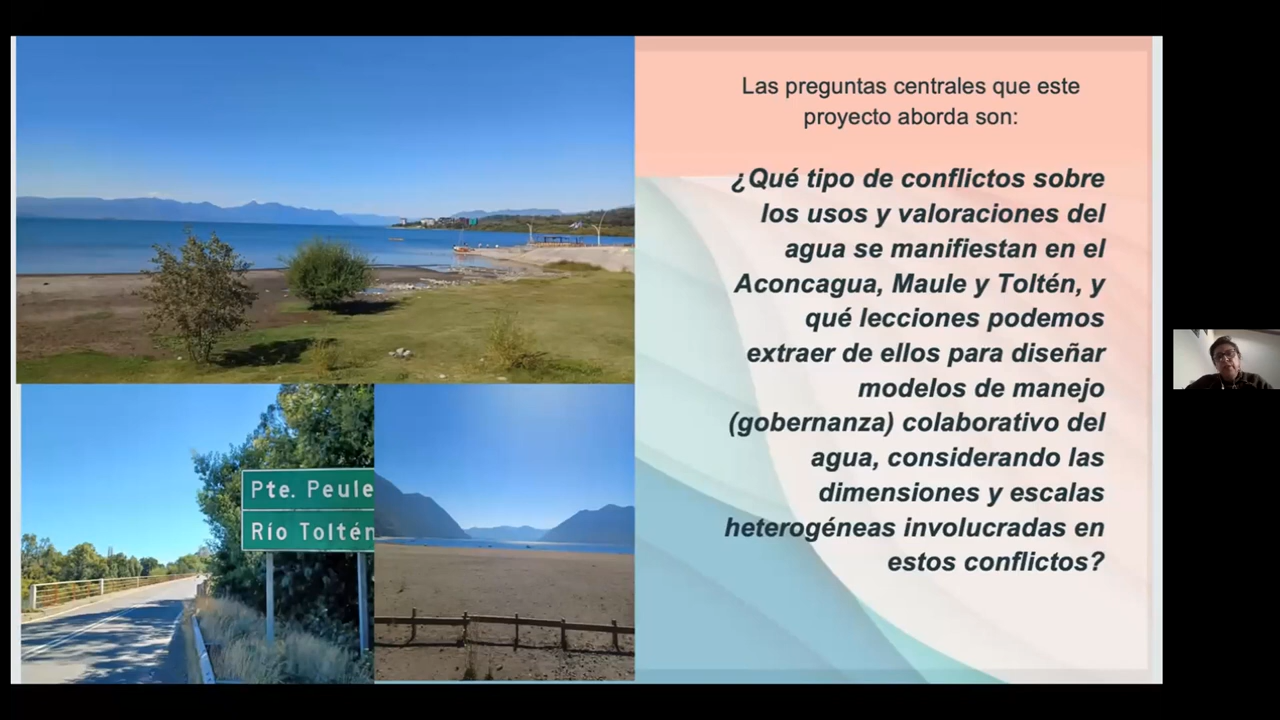 Las preguntas centrales que este
proyecto aborda son:
¿Qué tipo de conflictos sobre
los usos y valoraciones del
agua se manifiestan en el
Aconcagua, Maule y Toltén, y
qué lecciones podemos
extraer de ellos para diseñar
modelos de manejo
(gobernanza) colaborativo del
agua, considerando las
dimensiones y escalas
heterogéneas involucradas en
estos conflictos?
Pte. Peule
Río Toltén